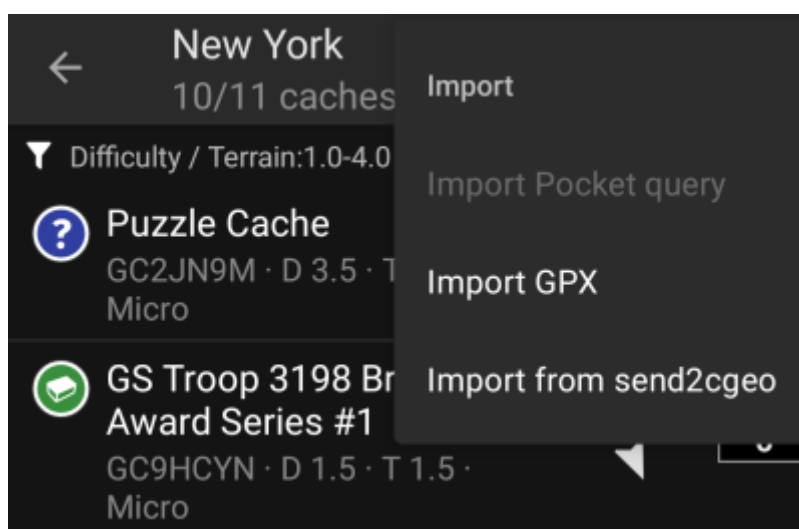 New York
10/11 caches
Difficulty / Terrain:1.0-4.0
?
Puzzle Cache
GC2JN9M · D 3.5 · T
Micro
GS Troop 3198 Br
Award Series #1
GC9HCYN · D 1.5 · T 1.5 ·
Micro
Import
Import Pocket query
Import GPX
Import from send2cgeo